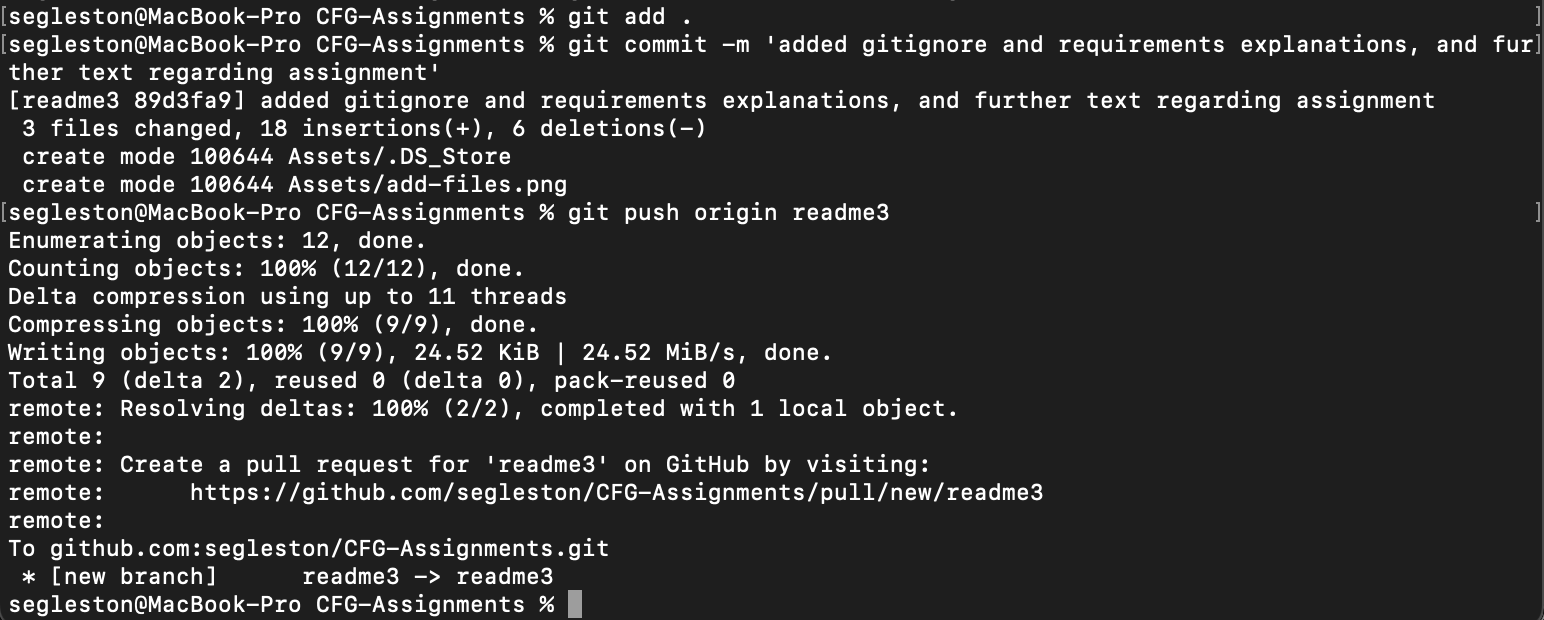 [segleston@MacBook-Pro CFG-Assignments % git add . ]
[segleston@MacBook-Pro CFG-Assignments % git commit -m 'added gitignore and requirements explanations, and fur]
ther text regarding assignment'
[readme3 89d3fa9] added gitignore and requirements explanations, and further text regarding assignment
 3 files changed, 18 insertions(+), 6 deletions(-)
 create mode 100644 Assets/.DS_Store
 create mode 100644 Assets/add-files.png
[segleston@MacBook-Pro CFG-Assignments % git push origin readme3 ]
Enumerating objects: 12, done.
Counting objects: 100% (12/12), done.
Delta compression using up to 11 threads
Compressing objects: 100% (9/9), done.
Writing objects: 100% (9/9), 24.52 KiB | 24.52 MiB/s, done.
Total 9 (delta 2), reused 0 (delta 0), pack-reused 0
remote: Resolving deltas: 100% (2/2), completed with 1 local object.
remote:
remote: Create a pull request for 'readme3' on GitHub by visiting:
remote:      https://github.com/segleston/CFG-Assignments/pull/new/readme3
remote:
To github.com:segleston/CFG-Assignments.git
 * [new branch]      readme3 -> readme3
segleston@MacBook-Pro CFG-Assignments %